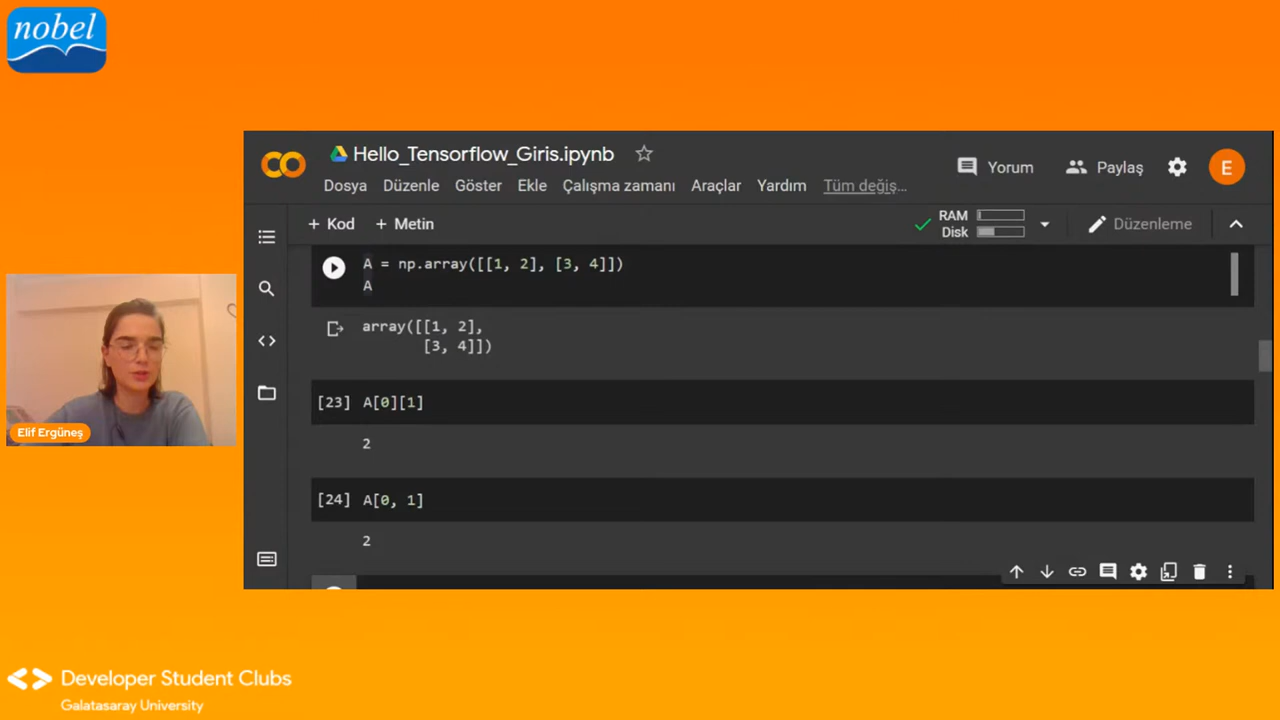 nobel
CO Hello_Tensorflow_Giris.ipynb
Yorum Paylaş E
Dosya Düzenle Göster Ekle Çalışma zamanı Araçlar Yardım Tüm değiş...
+ Kod + Metin
RAM
Disk
Düzenleme
A = np.array([[1, 2], [3, 4]])
A
array([[1, 2],
[3, 4]])
[23] A[0][1]
2
[24] A[0, 1]
2
Elif Ergüneş
Developer Student Clubs
Galatasaray University